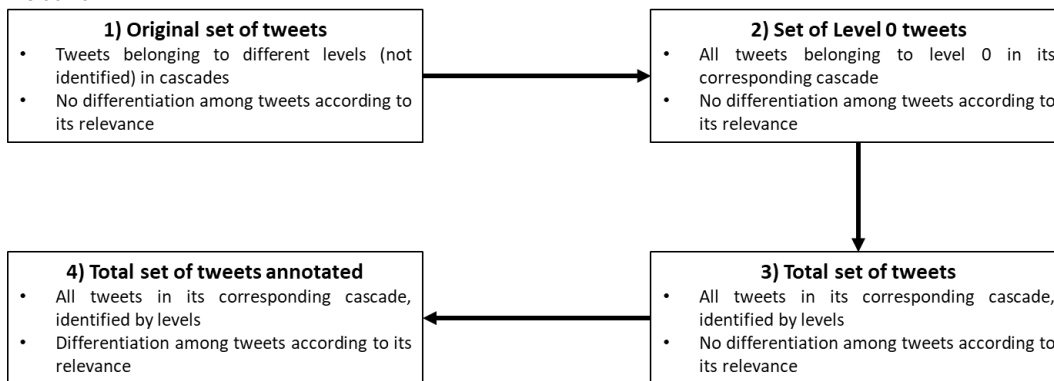 1) Original set of tweets
• Tweets belonging to different levels (not
identified) in cascades
• No differentiation among tweets according to
its relevance
2) Set of Level 0 tweets
• All tweets belonging to level 0 in its
corresponding cascade
• No differentiation among tweets according to
its relevance
4) Total set of tweets annotated
• All tweets in its corresponding cascade,
identified by levels
• Differentiation among tweets according to its
relevance
3) Total set of tweets
• All tweets in its corresponding cascade,
identified by levels
• No differentiation among tweets according to
its relevance